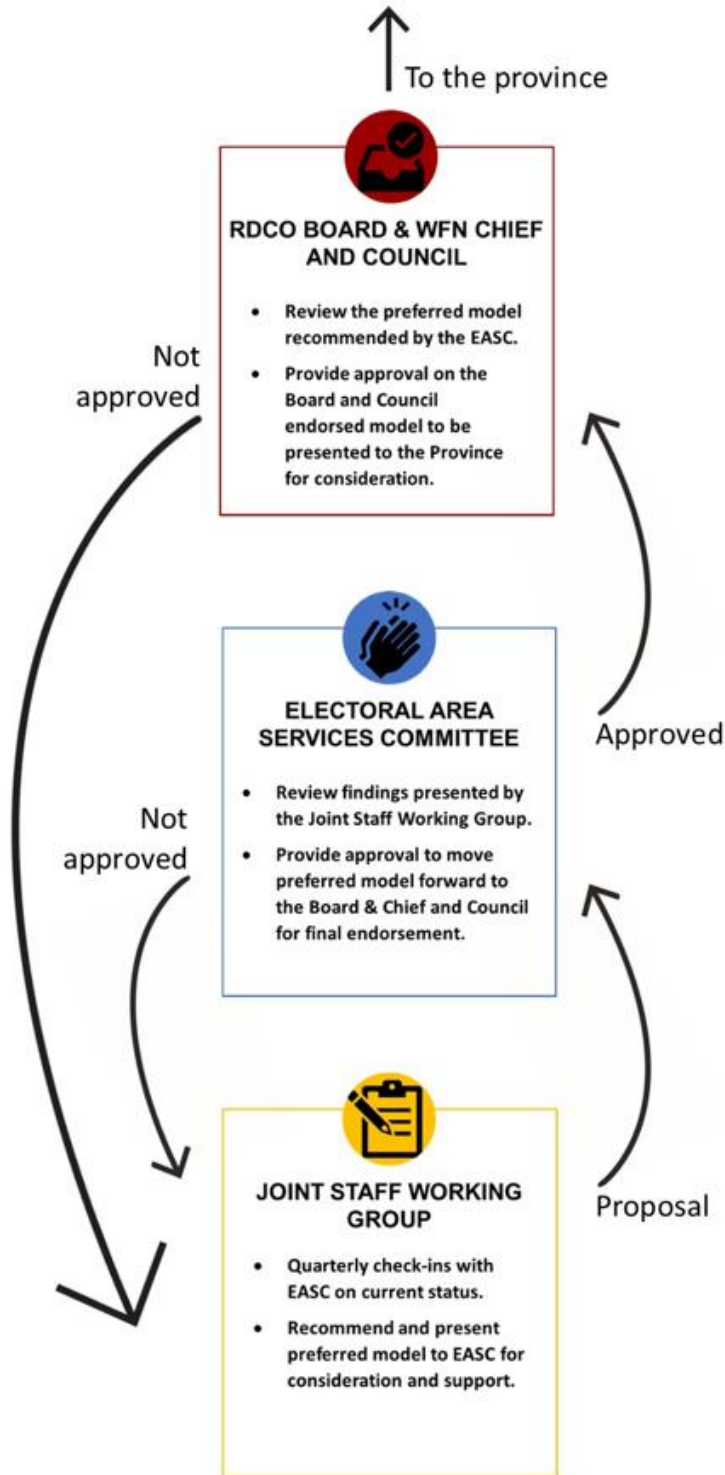 To the province
RDCO BOARD & WFN CHIEF
AND COUNCIL
• Review the preferred model
recommended by the EASC.
• Provide approval on the
Board and Council
endorsed model to be
presented to the Province
for consideration.
Not
approved
ELECTORAL AREA
SERVICES COMMITTEE
• Review findings presented by
the Joint Staff Working Group.
• Provide approval to move
preferred model forward to
the Board & Chief and Council
for final endorsement.
Approved
Not
approved
JOINT STAFF WORKING
GROUP
• Quarterly check-ins with
EASC on current status.
• Recommend and present
preferred model to EASC for
consideration and support.
Proposal